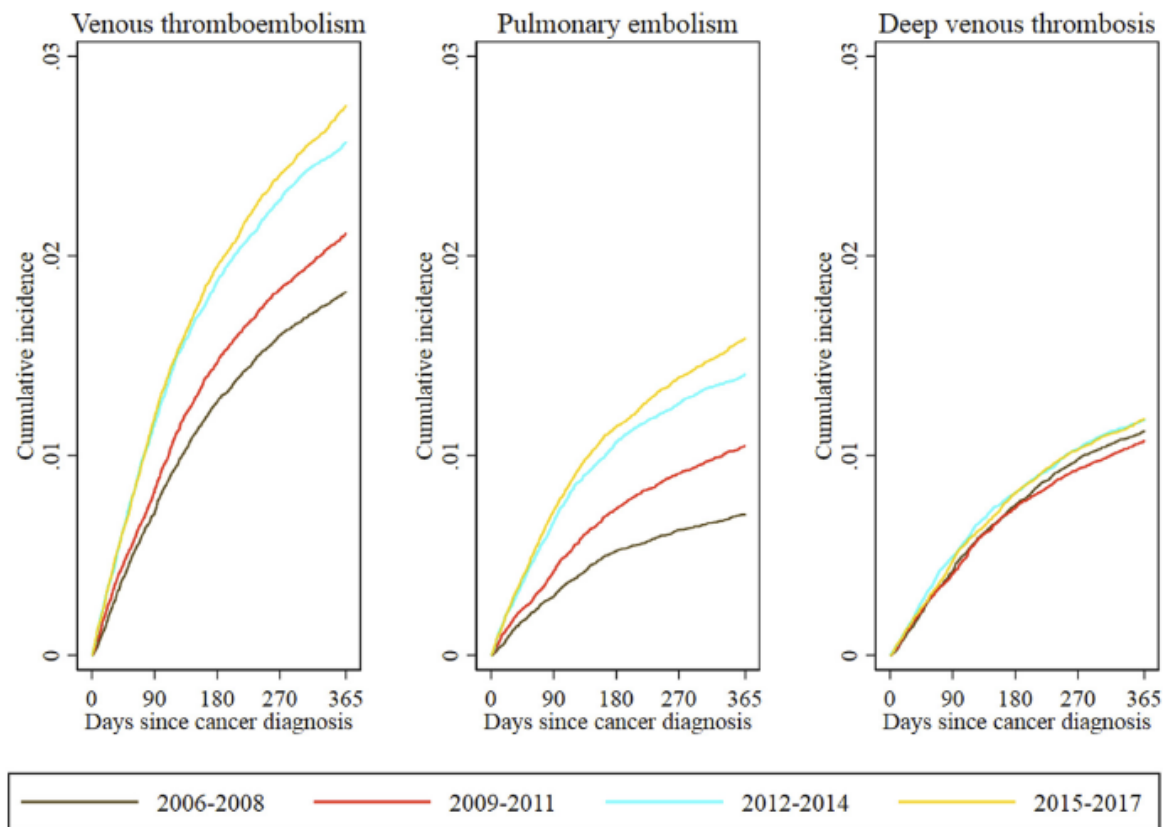 Venous thromboembolism
Cumulative incidence
.03
.02
.01
0
0 90 180 270 365
Days since cancer diagnosis
Pulmonary embolism
Cumulative incidence
.03
.02
.01
0
0 90 180 270 365
Days since cancer diagnosis
Deep venous thrombosis
Cumulative incidence
.03
.02
.01
0
0 90 180 270 365
Days since cancer diagnosis
2006-2008 2009-2011 2012-2014 2015-2017